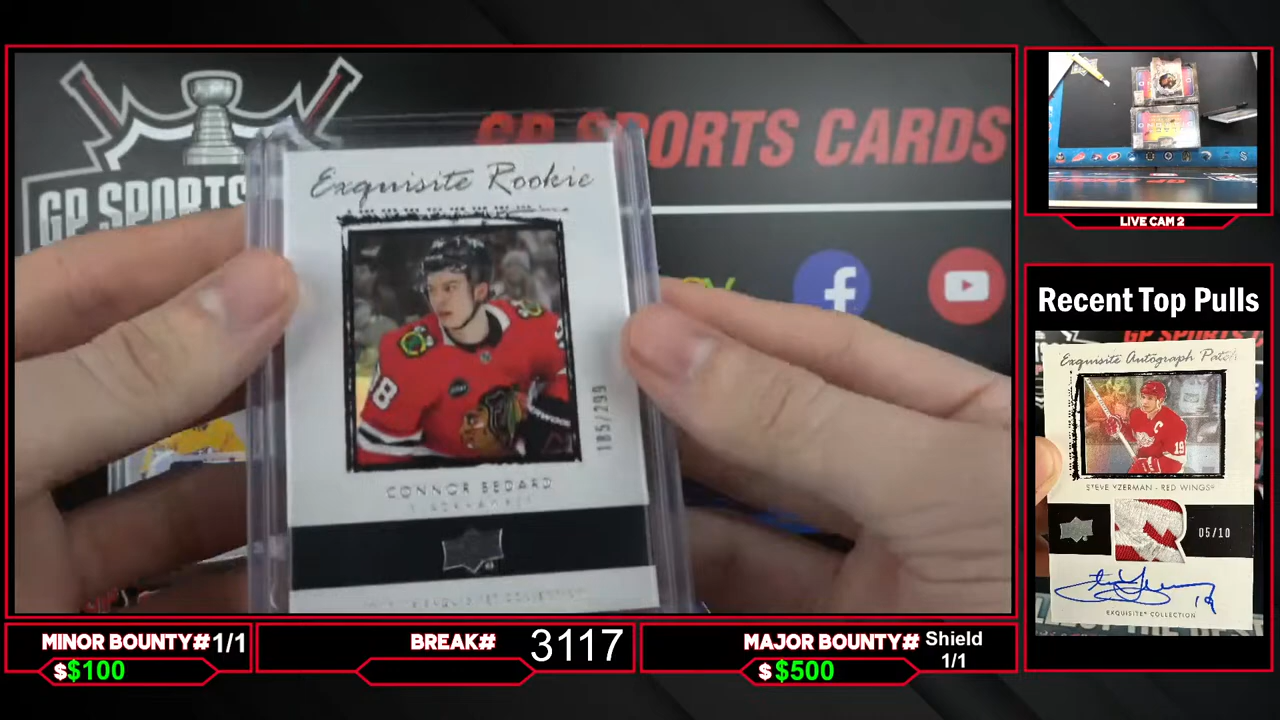 GP SPORTS
GP SPORTS CARDS
Exquisite Rookie
185/299
CONNOR BEDARD
LIVE CAM 2
Recent Top Pulls
Exquisite Autograph Patch
STEVE YZERMAN - RED WINGS
05/10
19
EXQUISITE COLLECTION
MINOR BOUNTY# 1/1
$$100
BREAK# 3117
MAJOR BOUNTY# Shield
1/1
$$500